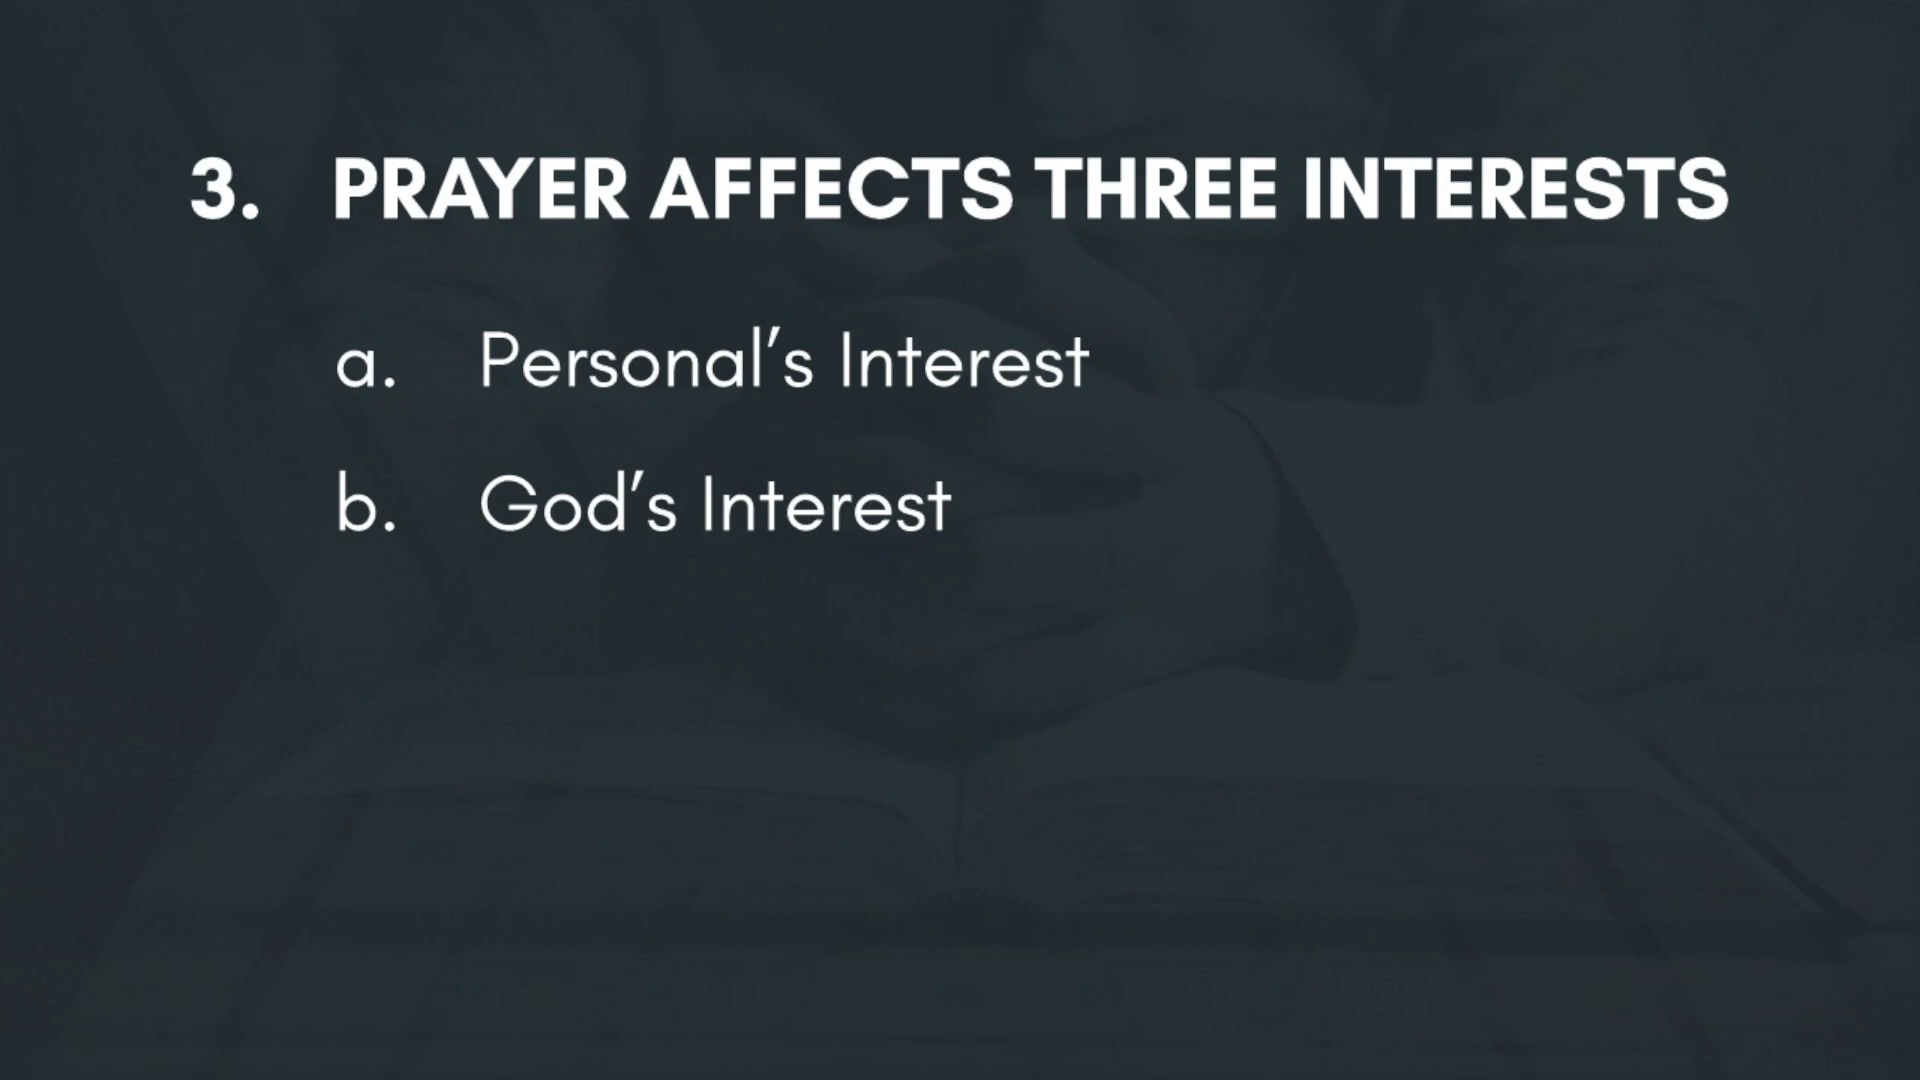 3. PRAYER AFFECTS THREE INTERESTS
a. Personal’s Interest
b. God’s Interest